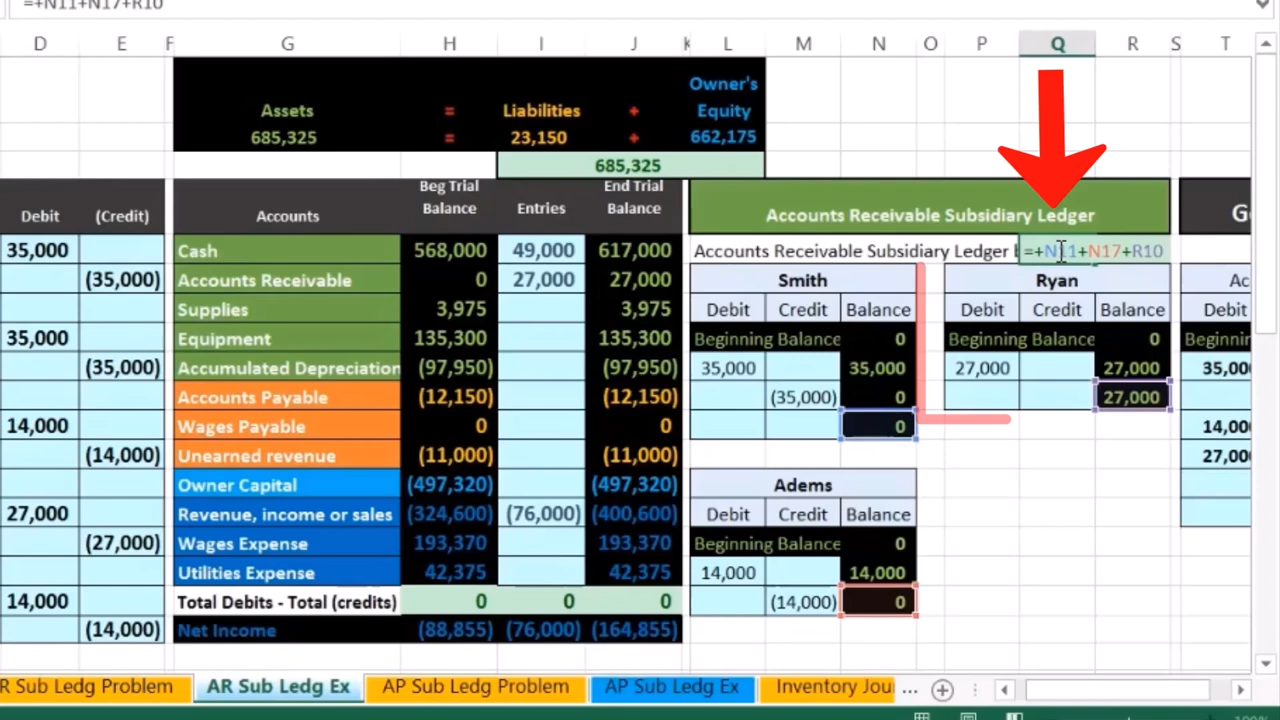 =+N11+N17+R10
D E F G H I J K L M N O P Q R S T
Owner's
Assets = Liabilities + Equity
685,325 = 23,150 + 662,175
685,325
Debit (Credit) Accounts Beg Trial Balance Entries End Trial Balance Accounts Receivable Subsidiary Ledger
35,000 Cash 568,000 49,000 617,000 Accounts Receivable Subsidiary Ledger =+N11+N17+R10
(35,000) Accounts Receivable 0 27,000 27,000 Smith Ryan
Supplies 3,975 3,975 Debit Credit Balance Debit Credit Balance Debit
35,000 Equipment 135,300 135,300 Beginning Balance 0 Beginning Balance 0
(35,000) Accumulated Depreciation (97,950) (97,950) 35,000 35,000 27,000 27,000
Accounts Payable (12,150) (12,150) (35,000) 0 27,000
14,000 Wages Payable 0 0 0
(14,000) Unearned revenue (11,000) (11,000)
Owner Capital (497,320) (497,320) Adems
27,000 Revenue, income or sales (324,600) (76,000) (400,600) Debit Credit Balance
(27,000) Wages Expense 193,370 193,370 Beginning Balance 0
Utilities Expense 42,375 42,375 14,000 14,000
14,000 Total Debits - Total (credits) 0 0 0 (14,000) 0
(14,000) Net Income (88,855) (76,000) (164,855)
R Sub Ledg Problem AR Sub Ledg Ex AP Sub Ledg Problem AP Sub Ledg Ex Inventory Jou ...